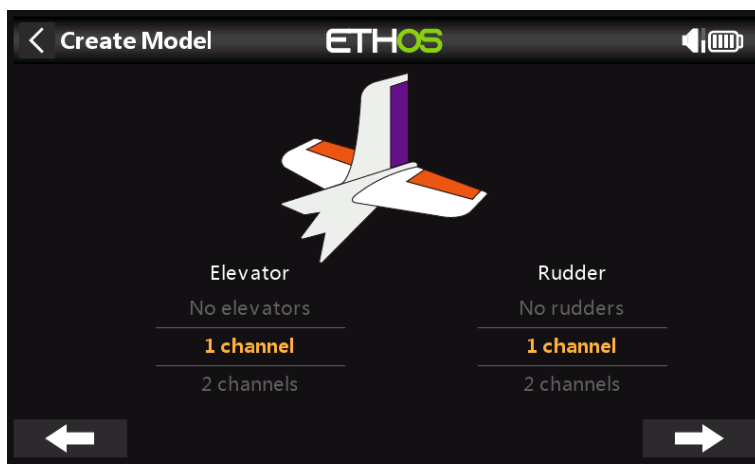 Create Model
ETHOS
Elevator
Rudder
No elevators
No rudders
1 channel
1 channel
2 channels
2 channels